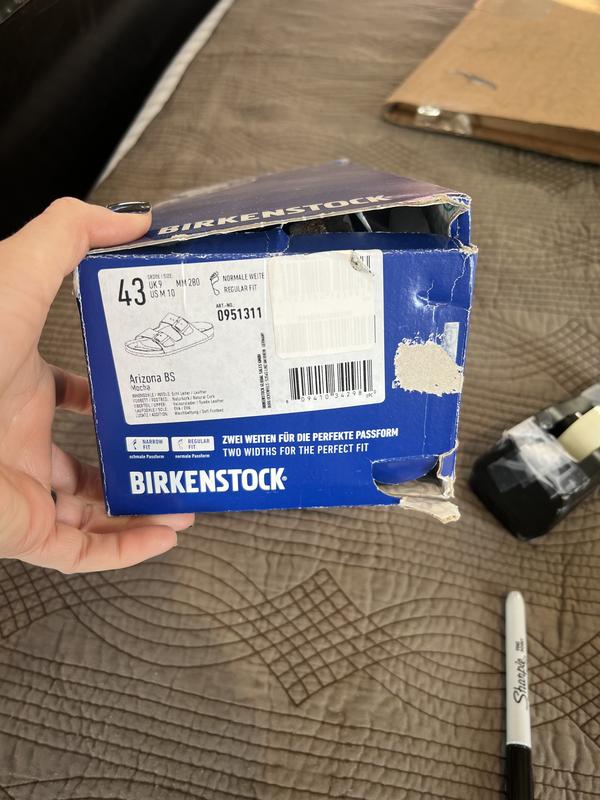 BIRKENSTOCK
43
GRÖßE / SIZE
UK 9
US M 10
MM 280
NORMALE WEITE
REGULAR FIT
ART.-NO.:
0951311
Arizona BS
Mocha
NARROW FIT
schmale Passform
REGULAR FIT
normale Passform
ZWEI WEITEN FÜR DIE PERFEKTE PASSFORM
TWO WIDTHS FOR THE PERFECT FIT
BIRKENSTOCK®
Sharpie